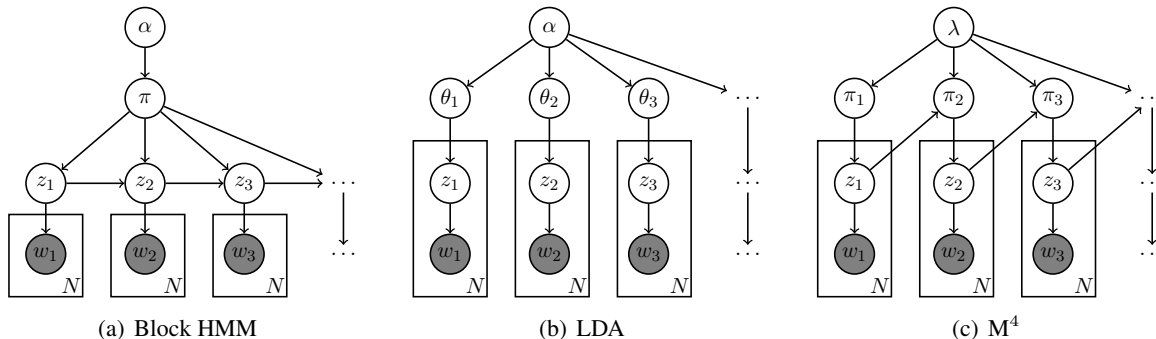 α α λ
π θ₁ θ₂ θ₃ ... π₁ π₂ π₃ ...
z₁ z₂ z₃ ... z₁ z₂ z₃ ... z₁ z₂ z₃ ...
w₁ w₂ w₃ ... w₁ w₂ w₃ ... w₁ w₂ w₃ ...
N N N N N N N N N
(a) Block HMM (b) LDA (c) M⁴